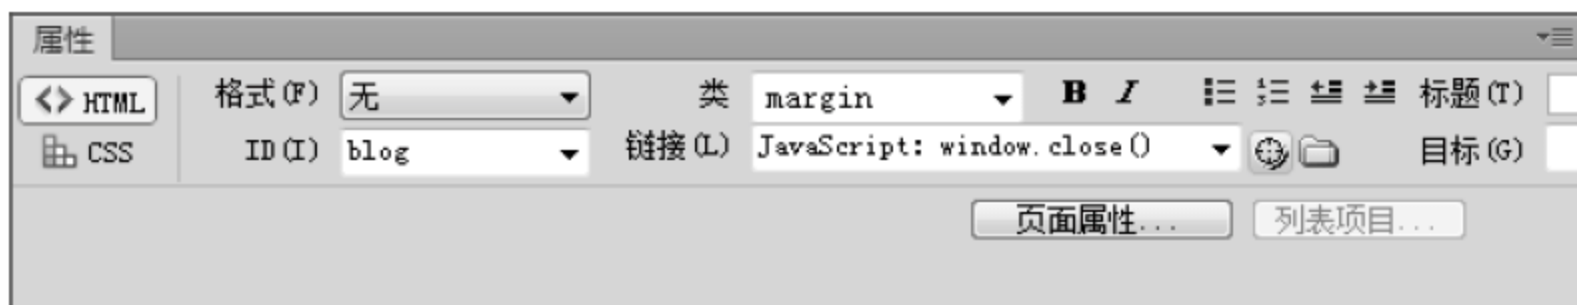 属性
HTML 格式(F) 无 类 margin B I 标题(T)
CSS ID(I) blog 链接(L) JavaScript: window.close() 目标(G)
页面属性... 列表项目...